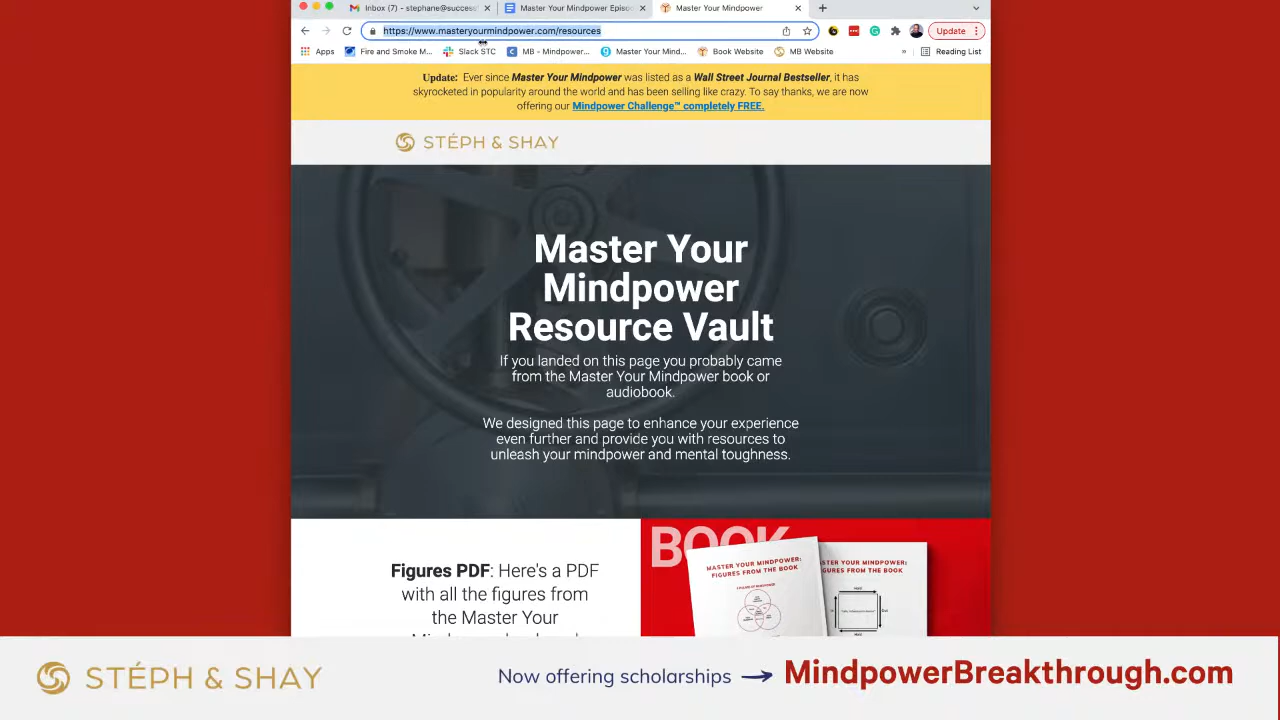 Inbox (7) - stephane@success
Master Your Mindpower Episod
Master Your Mindpower
https://www.masteryourmindpower.com/resources
Update
Apps
Fire and Smoke M...
Slack STC
MB - Mindpower...
Master Your Mind...
Book Website
MB Website
»
Reading List
Update: Ever since Master Your Mindpower was listed as a Wall Street Journal Bestseller, it has
skyrocketed in popularity around the world and has been selling like crazy. To say thanks, we are now
offering our Mindpower Challenge™ completely FREE.
STÉPH & SHAY
Master Your
Mindpower
Resource Vault
If you landed on this page you probably came
from the Master Your Mindpower book or
audiobook.
We designed this page to enhance your experience
even further and provide you with resources to
unleash your mindpower and mental toughness.
Figures PDF: Here's a PDF
with all the figures from
the Master Your
BOOK
MASTER YOUR MINDPOWER:
FIGURES FROM THE BOOK
STER YOUR MINDPOWER:
GURES FROM THE BOOK
STÉPH & SHAY
Now offering scholarships
MindpowerBreakthrough.com